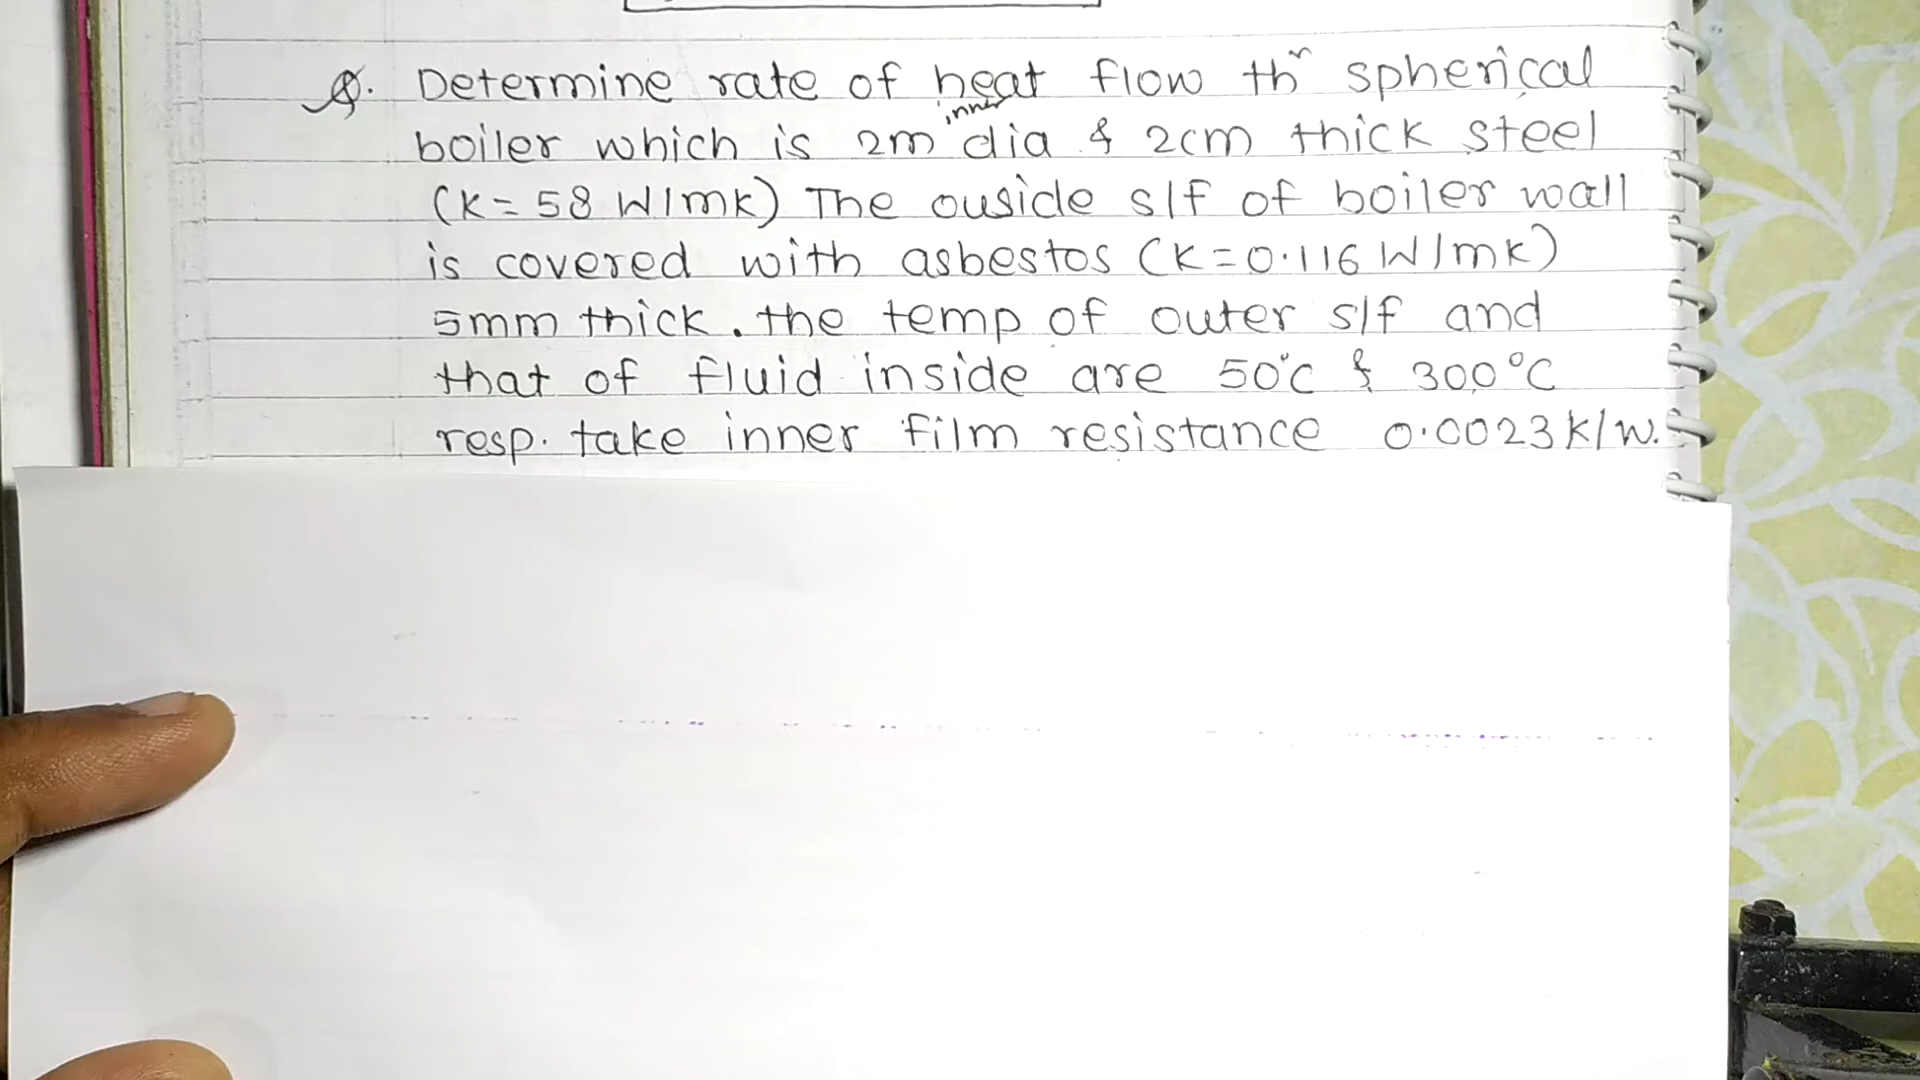 Q. Determine rate of heat flow thr spherical
boiler which is 2m inner dia & 2cm thick steel
(K= 58 W/mK) The ouside s/f of boiler wall
is covered with asbestos (K=0.116 W/mK)
5mm thick. the temp of outer s/f and
that of fluid inside are 50°C & 300°C
resp. take inner film resistance 0.0023 K/W.